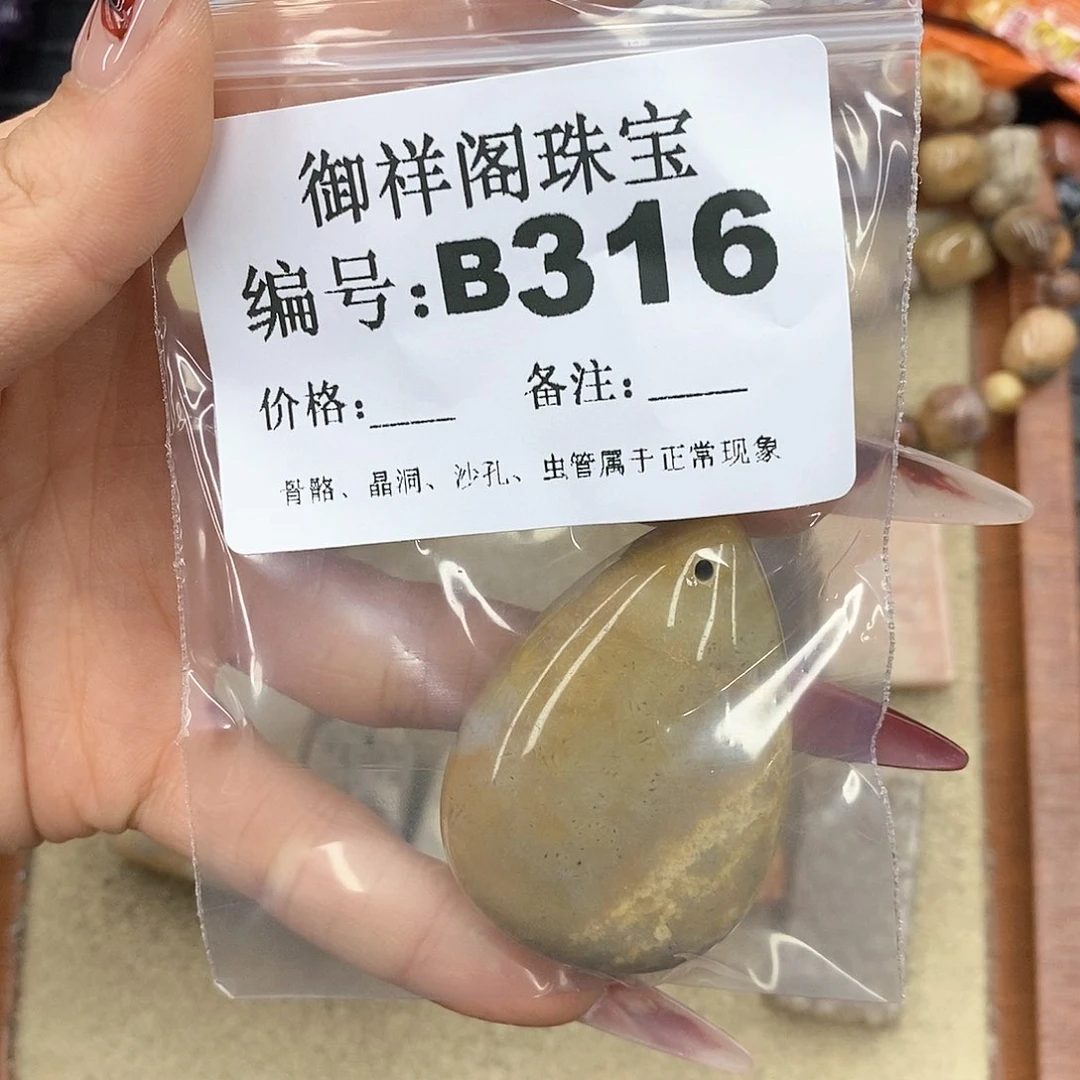 御祥阁珠宝
编号:B316
价格:____ 备注:____
骨骼、晶洞、沙孔、虫管属于正常现象